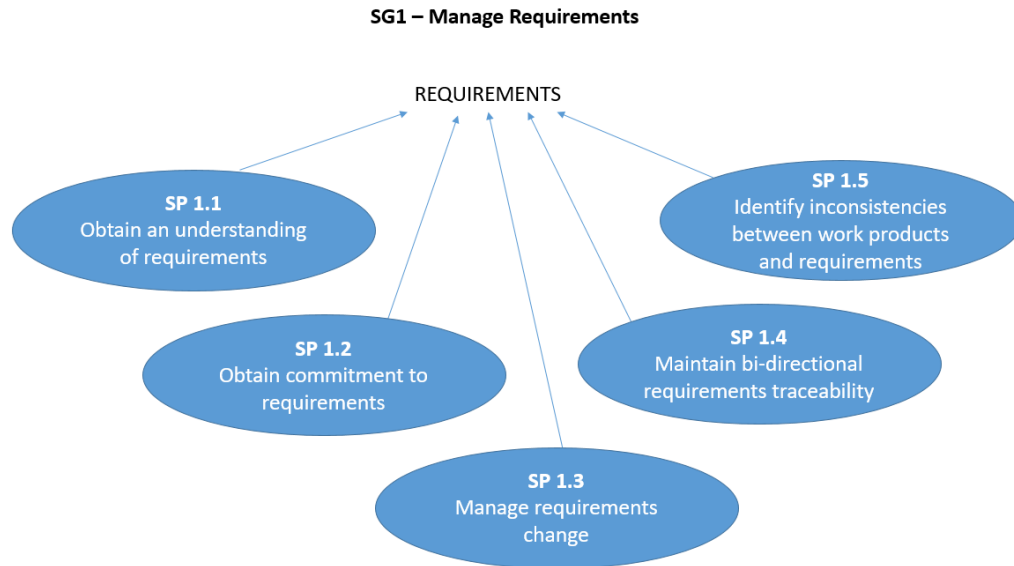 SG1 – Manage Requirements
REQUIREMENTS
SP 1.1
Obtain an understanding
of requirements
SP 1.2
Obtain commitment to
requirements
SP 1.3
Manage requirements
change
SP 1.4
Maintain bi-directional
requirements traceability
SP 1.5
Identify inconsistencies
between work products
and requirements